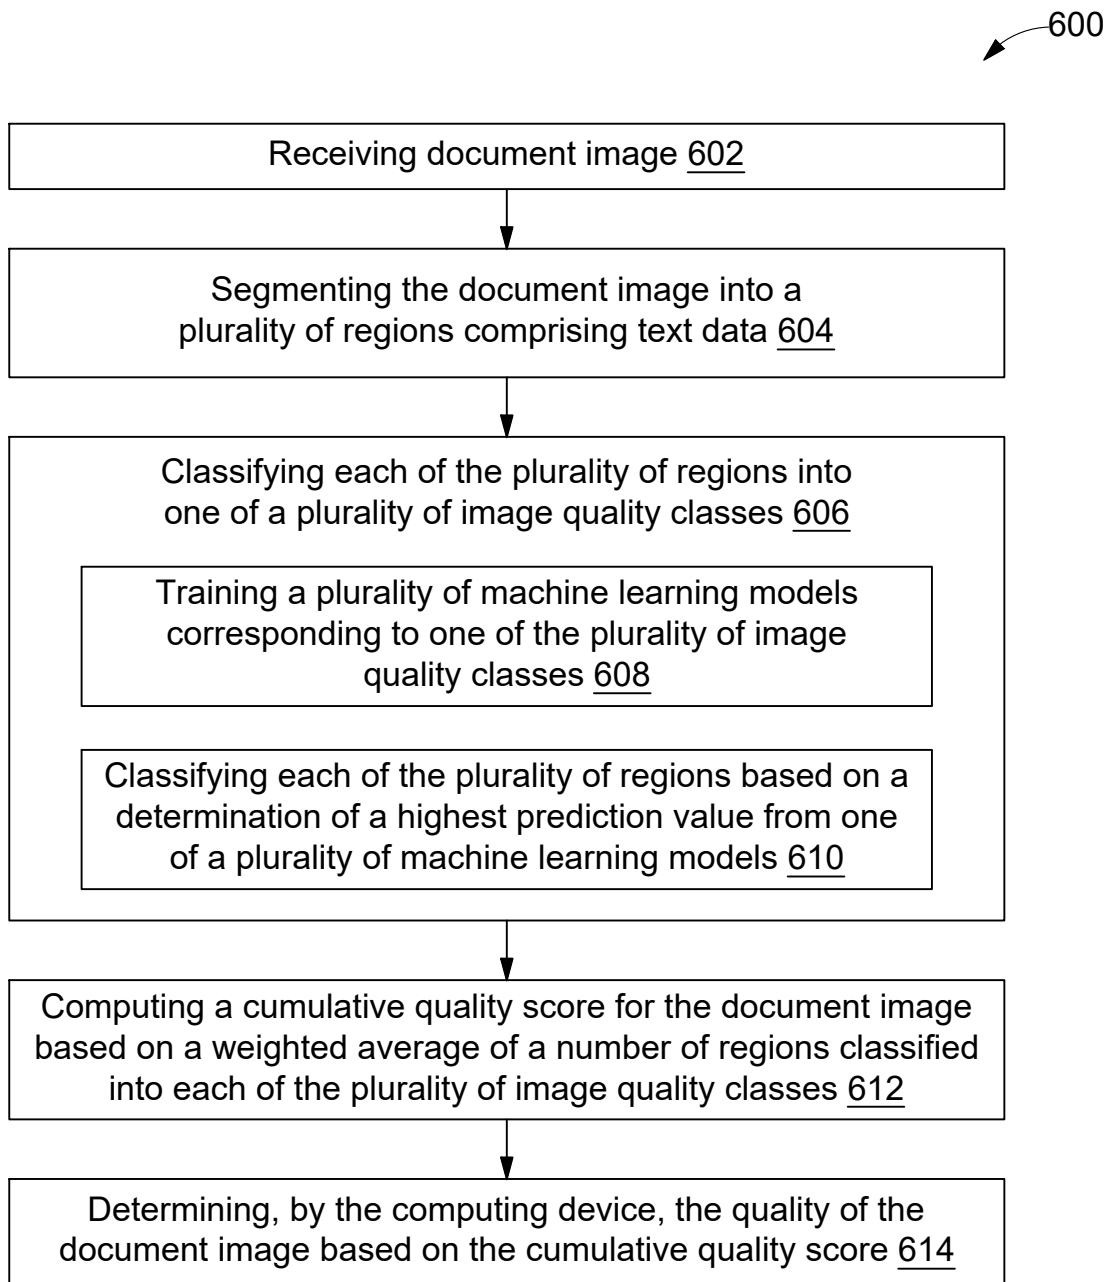 600
Receiving document image 602
Segmenting the document image into a
plurality of regions comprising text data 604
Classifying each of the plurality of regions into
one of a plurality of image quality classes 606
Training a plurality of machine learning models
corresponding to one of the plurality of image
quality classes 608
Classifying each of the plurality of regions based on a
determination of a highest prediction value from one
of a plurality of machine learning models 610
Computing a cumulative quality score for the document image
based on a weighted average of a number of regions classified
into each of the plurality of image quality classes 612
Determining, by the computing device, the quality of the
document image based on the cumulative quality score 614